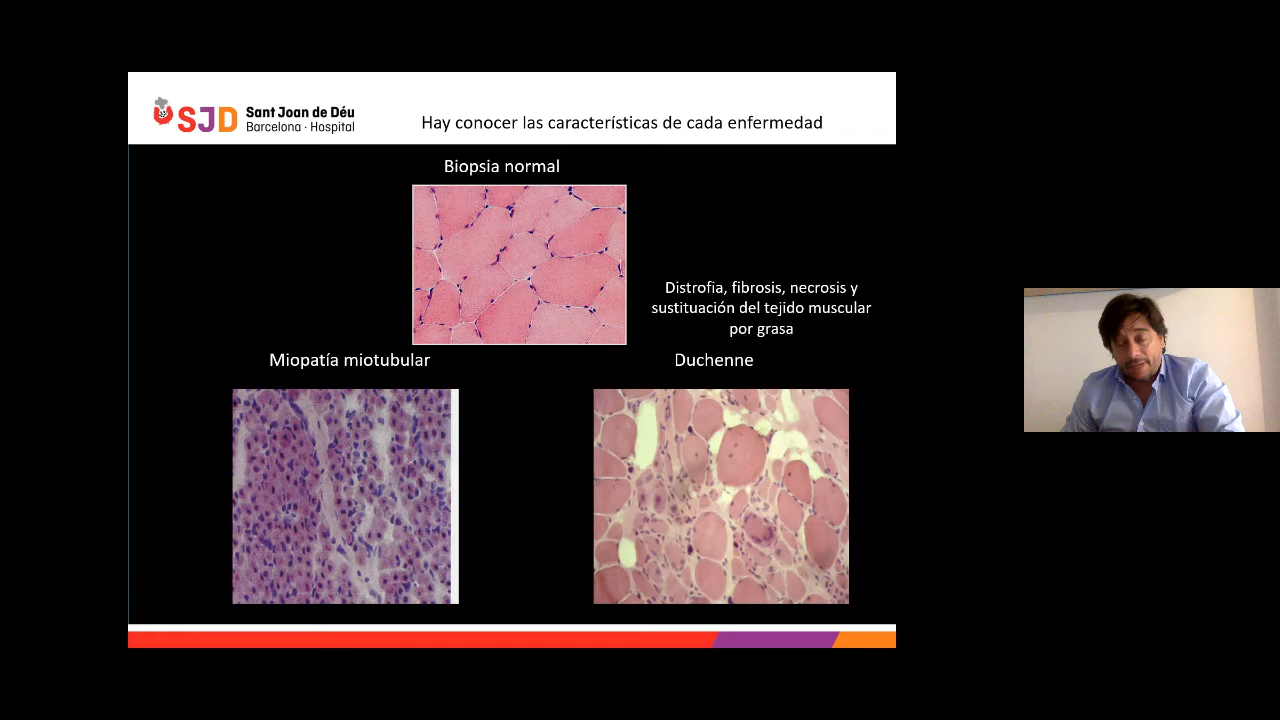 SJD
Sant Joan de Déu
Barcelona · Hospital
Hay conocer las características de cada enfermedad
Biopsia normal
Distrofia, fibrosis, necrosis y
sustituación del tejido muscular
por grasa
Miopatía miotubular
Duchenne